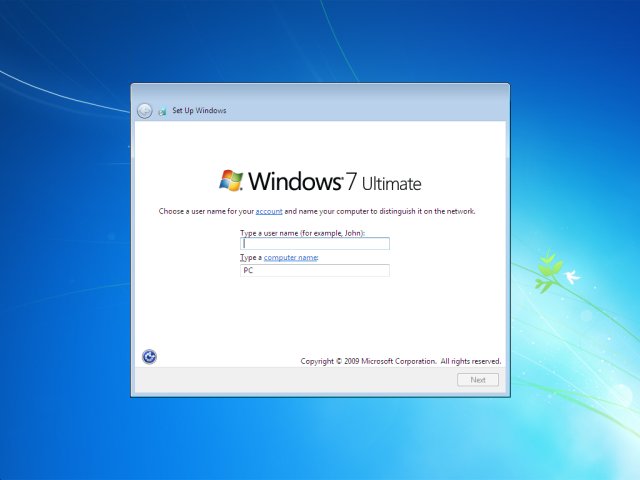 Set Up Windows
Windows 7 Ultimate
Choose a user name for your account and name your computer to distinguish it on the network.
Type a user name (for example, John):
Type a computer name:
PC
Copyright © 2009 Microsoft Corporation. All rights reserved.
Next